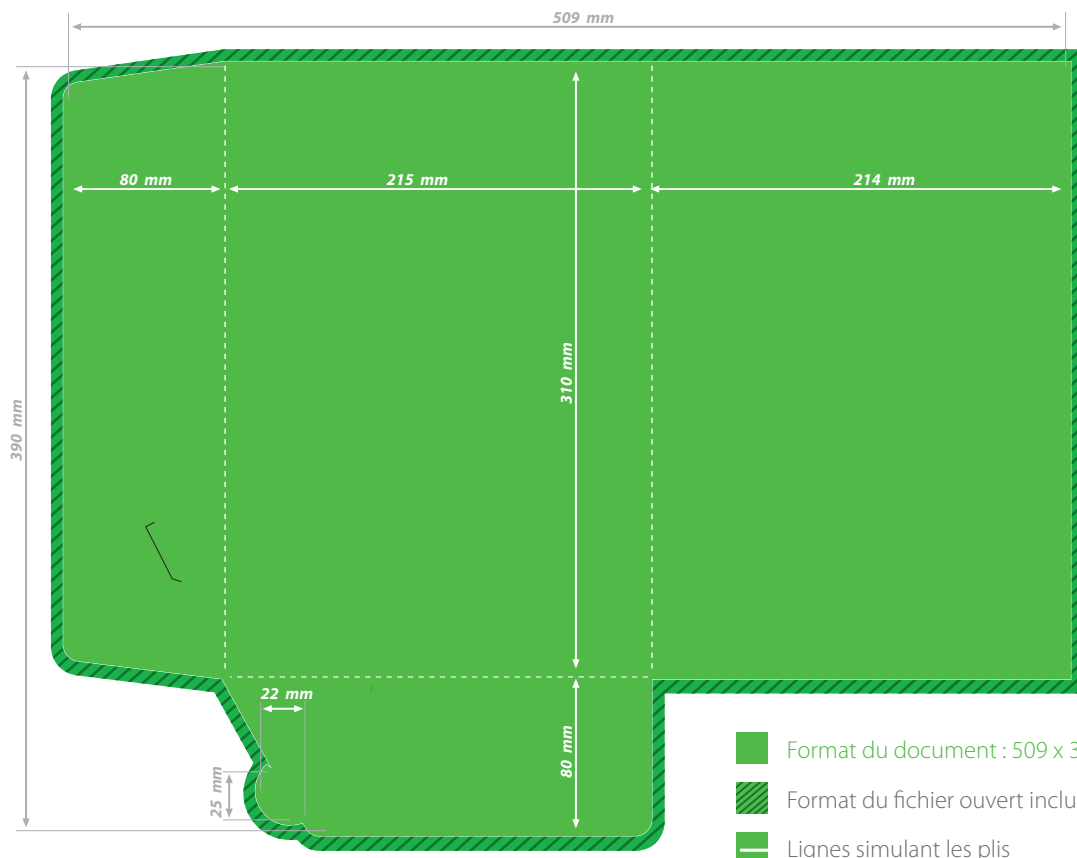 509 mm
80 mm
215 mm
214 mm
310 mm
390 mm
22 mm
80 mm
25 mm
Format du document : 509 x 3
Format du fichier ouvert inclu
Lignes simulant les plis